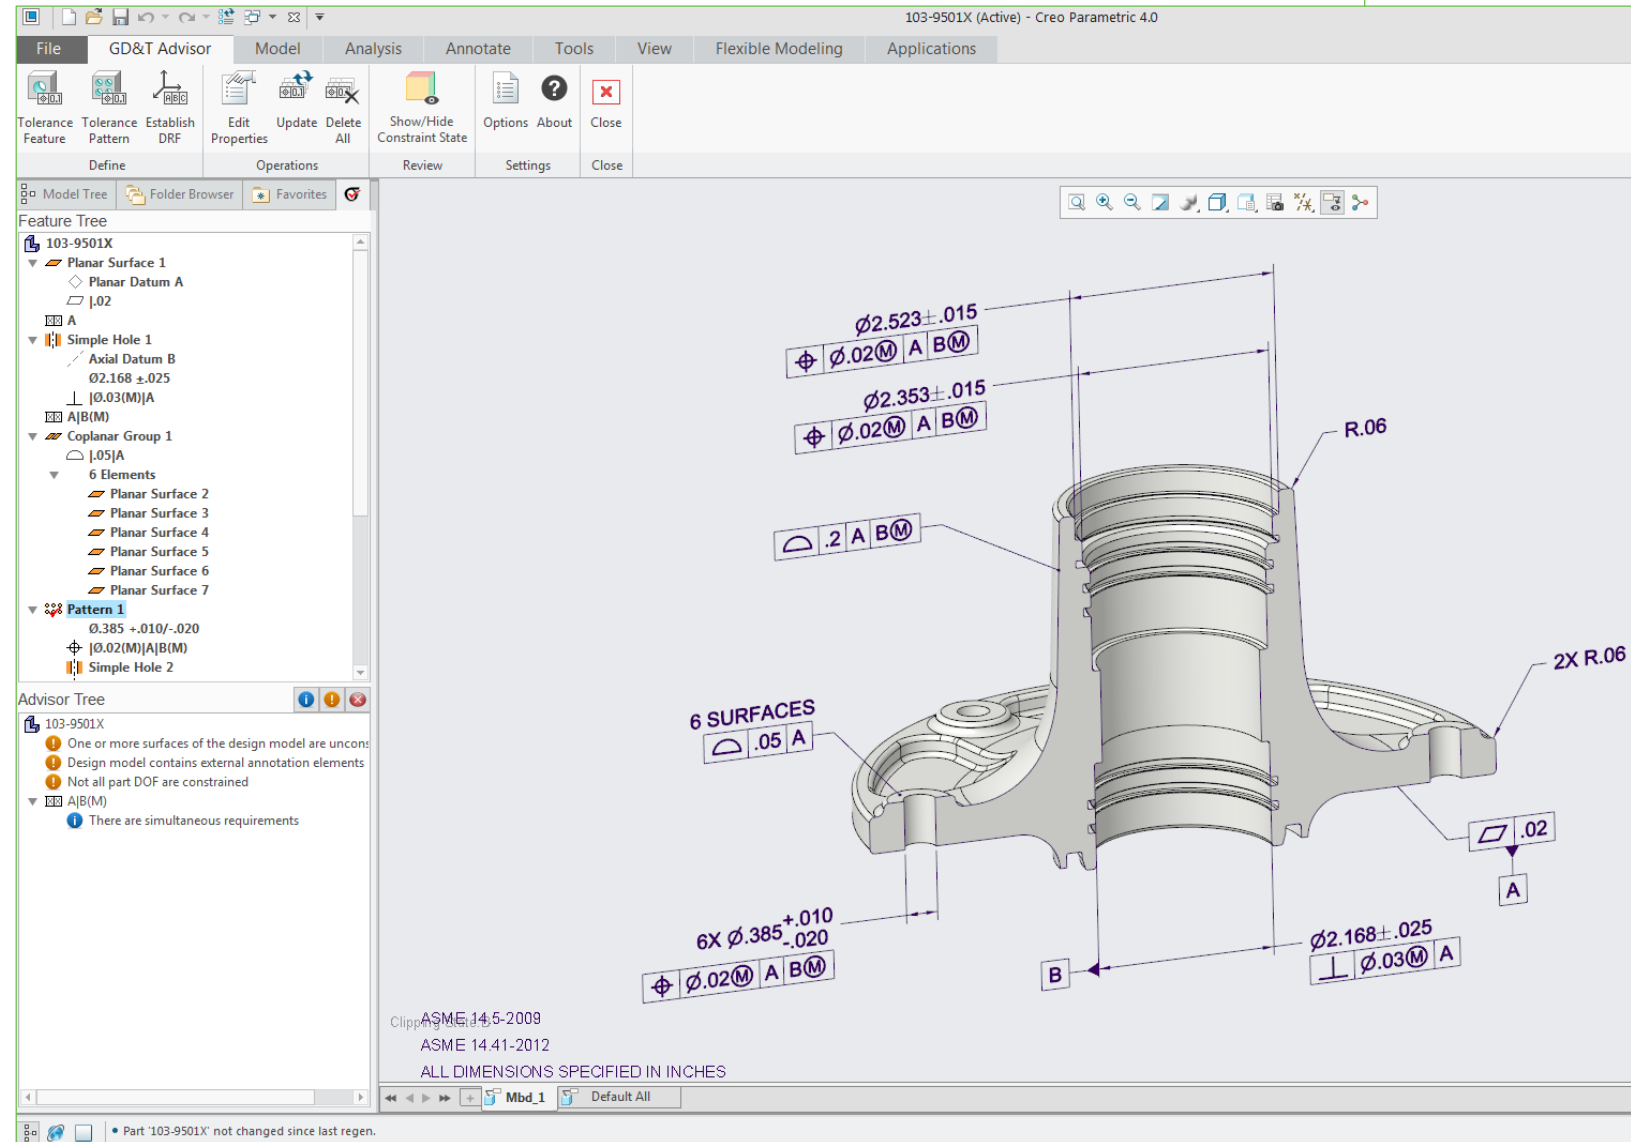 103-9501X (Active) - Creo Parametric 4.0
File GD&T Advisor Model Analysis Annotate Tools View Flexible Modeling Applications
Tolerance Feature
Tolerance Pattern
Establish DRF
Edit Properties
Update
Delete All
Show/Hide Constraint State
Options
About
Close
Define Operations Review Settings Close
Model Tree Folder Browser Favorites
Feature Tree
103-9501X
Planar Surface 1
Planar Datum A
|.02
A
Simple Hole 1
Axial Datum B
Ø2.168 ±.025
|Ø.03(M)|A
A|B(M)
Coplanar Group 1
|.05|A
6 Elements
Planar Surface 2
Planar Surface 3
Planar Surface 4
Planar Surface 5
Planar Surface 6
Planar Surface 7
Pattern 1
Ø.385 +.010/-.020
|Ø.02(M)|A|B(M)
Simple Hole 2
Advisor Tree
103-9501X
One or more surfaces of the design model are uncons
Design model contains external annotation elements
Not all part DOF are constrained
A|B(M)
There are simultaneous requirements
Ø2.523±.015
⌖ Ø.02Ⓜ A BⓂ
Ø2.353±.015
⌖ Ø.02Ⓜ A BⓂ
R.06
⌓ .2 A BⓂ
2X R.06
6 SURFACES
⌓ .05 A
⏥ .02
A
6X Ø.385 +.010 -.020
⌖ Ø.02Ⓜ A BⓂ
B
Ø2.168±.025
⊥ Ø.03Ⓜ A
Clipping State:B
ASME 14.5-2009
ASME 14.41-2012
ALL DIMENSIONS SPECIFIED IN INCHES
Mbd_1 Default All
• Part '103-9501X' not changed since last regen.